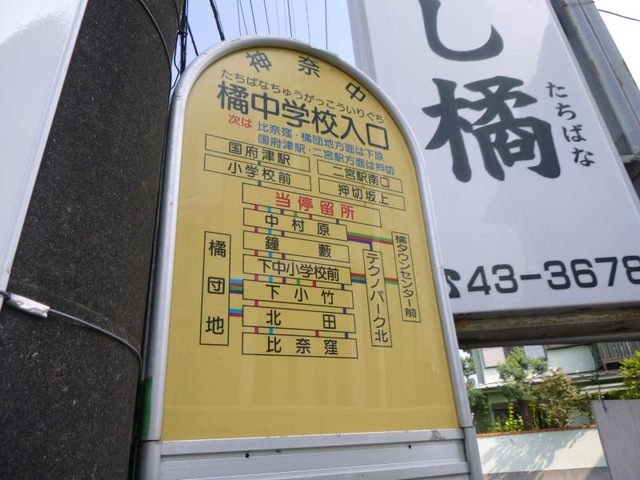 神奈中
たちばなちゅうがっこういりぐち
橘中学校入口
次は 比奈窪・橘団地方面は下原
国府津駅・二宮駅方面は押切
国府津駅
二宮駅南口
小学校前
押切坂上
当停留所
中村原
鐘藪
下中小学校前
下小竹
北田
比奈窪
橘団地
テクノパーク北
橘タウンセンター前
し橘
たちばな
☎43-3678